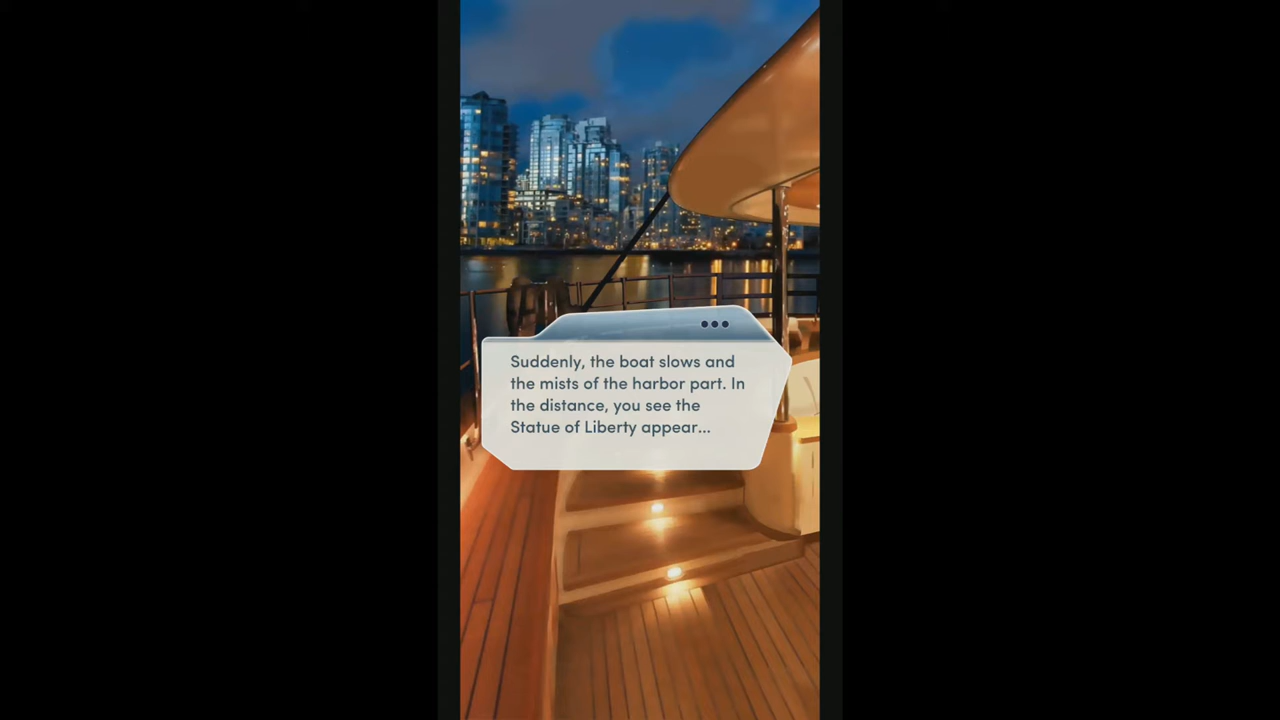 Suddenly, the boat slows and
the mists of the harbor part. In
the distance, you see the
Statue of Liberty appear...